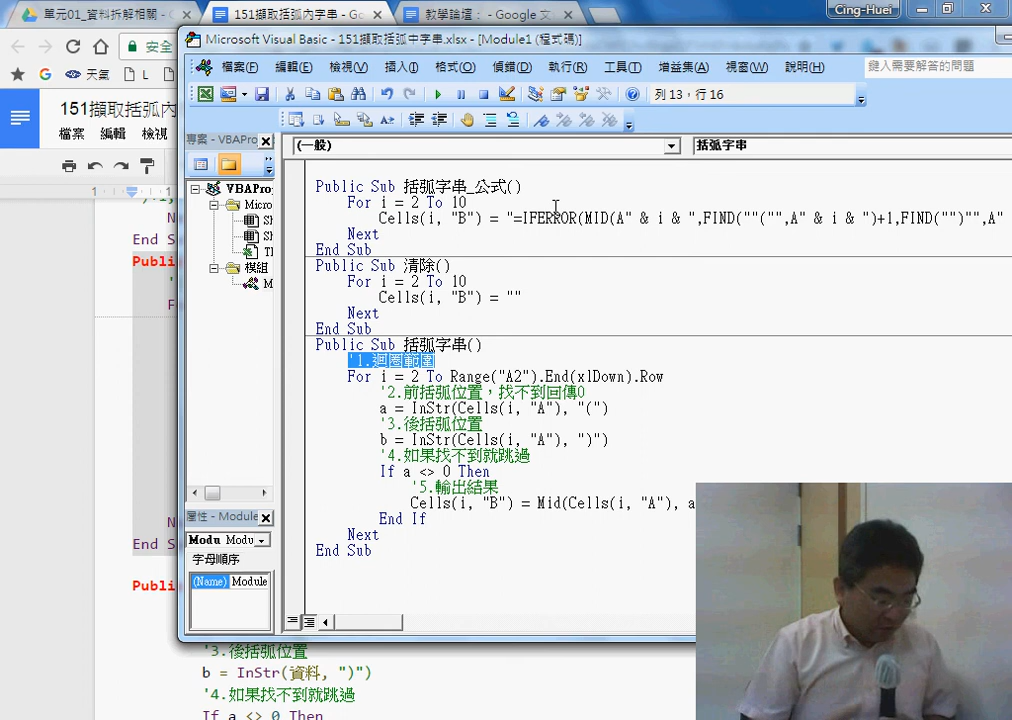 單元01_資料拆解相關 - G
151擷取括弧內字串 - Go
教學論壇： - Google 文
Cing-Huei
Microsoft Visual Basic - 151擷取括弧中字串.xlsx - [Module1 (程式碼)]
安全
天氣
檔案(F) 編輯(E) 檢視(V) 插入(I) 格式(O) 偵錯(D) 執行(R) 工具(T) 增益集(A) 視窗(W) 說明(H)
鍵入需要解答的問題
列 13，行 16
151擷取括弧內
檔案 編輯 檢視
專案 - VBAPro
(一般)
括弧字串
VBAPro
Micro
模組
Public Sub 括弧字串_公式()
For i = 2 To 10
Cells(i, "B") = "=IFERROR(MID(A" & i & ",FIND(""("",A" & i & ")+1,FIND("")"",A"
Next
End Sub
Public Sub 清除()
For i = 2 To 10
Cells(i, "B") = ""
Next
End Sub
Public Sub 括弧字串()
'1.迴圈範圍
For i = 2 To Range("A2").End(xlDown).Row
'2.前括弧位置，找不到回傳0
a = InStr(Cells(i, "A"), "(")
'3.後括弧位置
b = InStr(Cells(i, "A"), ")")
'4.如果找不到就跳過
If a <> 0 Then
'5.輸出結果
Cells(i, "B") = Mid(Cells(i, "A"), a
End If
Next
End Sub
屬性 - Module
Modu Modu
字母順序
(Name) Module
End S
Publi
End S
Publi
'3.後括弧位置
b = InStr(資料, ")")
'4.如果找不到就跳過
If a <> 0 Then